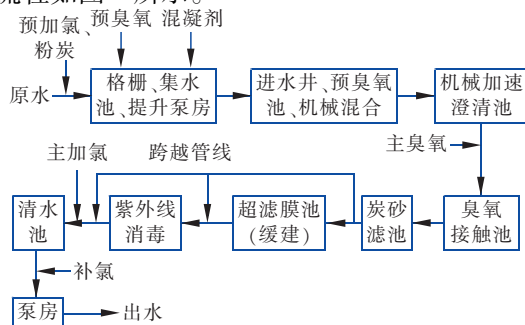 预加氯、
粉炭
预臭氧
混凝剂
原水
格栅、集水
池、提升泵房
进水井、预臭氧
池、机械混合
机械加速
澄清池
主臭氧
主加氯
跨越管线
清水
池
紫外线
消毒
超滤膜池
(缓建)
炭砂
滤池
臭氧
接触池
补氯
泵房
出水